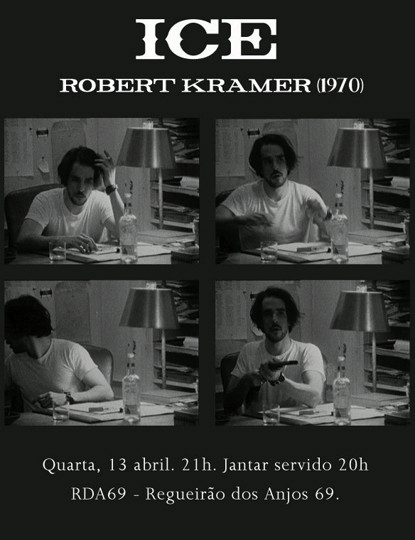 ICE
ROBERT KRAMER (1970)
Quarta, 13 abril. 21h. Jantar servido 20h
RDA69 - Regueirão dos Anjos 69.